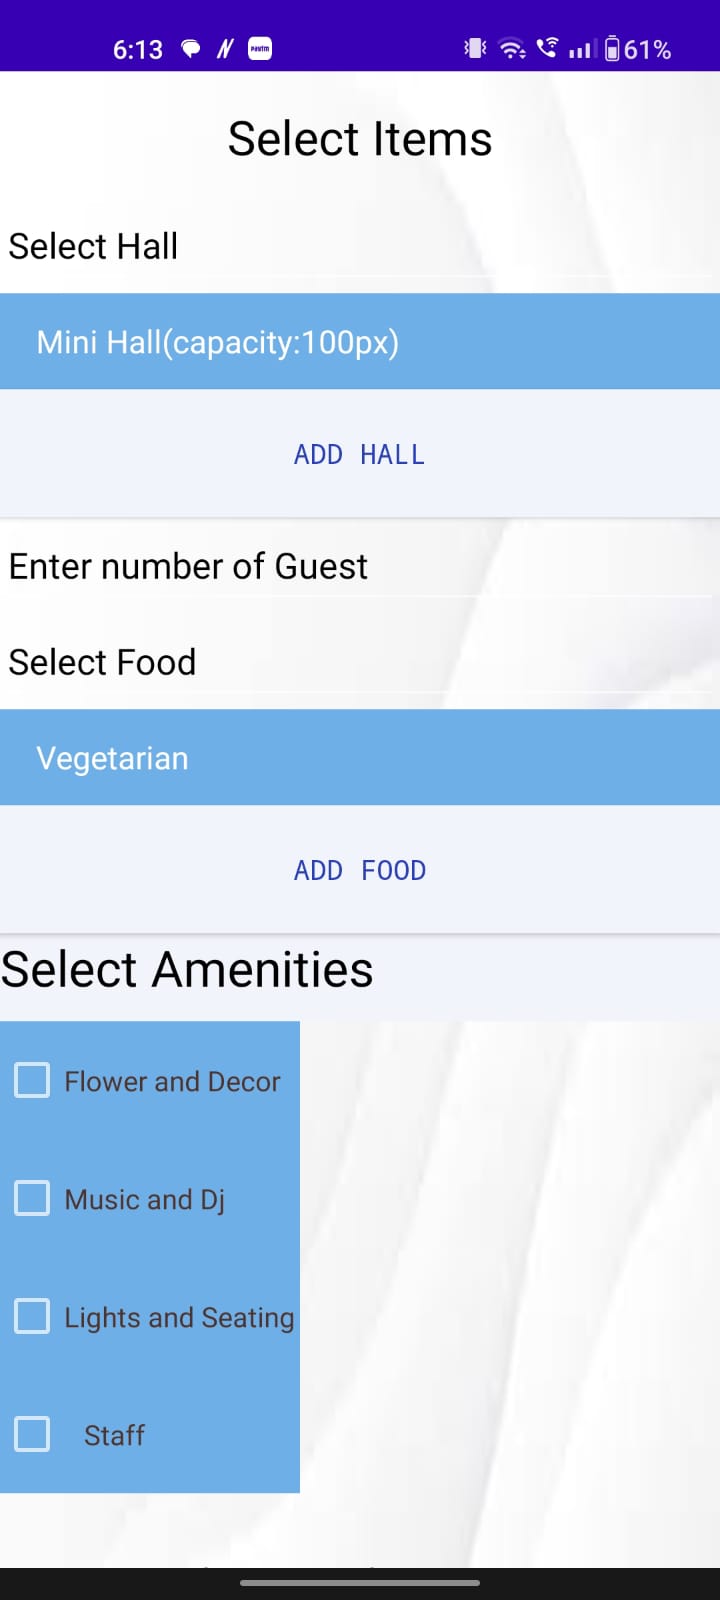 6:13 N Paytm 61%
Select Items
Select Hall
Mini Hall(capacity:100px)
ADD HALL
Enter number of Guest
Select Food
Vegetarian
ADD FOOD
Select Amenities
Flower and Decor
Music and Dj
Lights and Seating
Staff